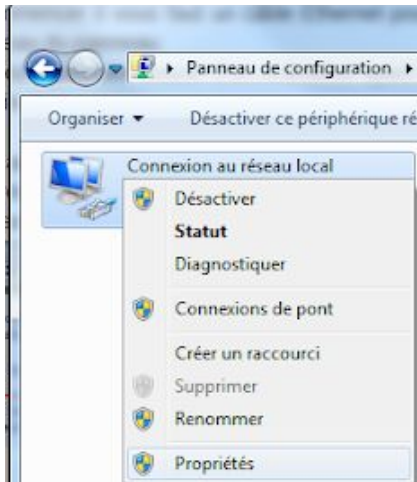 Panneau de configuration
Organiser Désactiver ce périphérique ré
Connexion au réseau local
Désactiver
Statut
Diagnostiquer
Connexions de pont
Créer un raccourci
Supprimer
Renommer
Propriétés